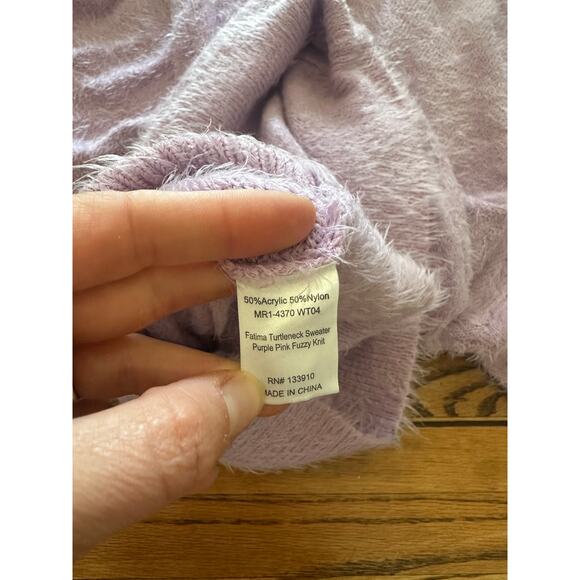 50%Acrylic 50%Nylon
MR1-4370 WT04
Fatima Turtleneck Sweater
Purple Pink Fuzzy Knit
RN# 133910
MADE IN CHINA